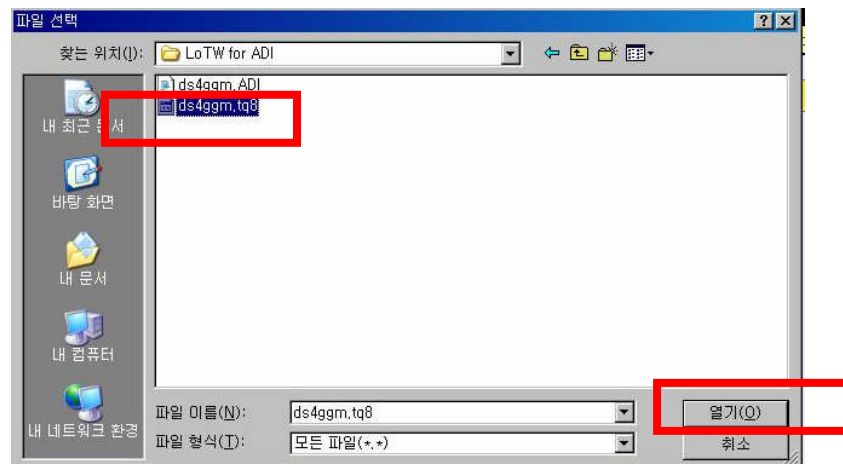 파일 선택
찾는 위치(I): LoTW for ADI
ds4ggm.ADI
ds4ggm.tq8
내 최근 문서
바탕 화면
내 문서
내 컴퓨터
내 네트워크 환경
파일 이름(N): ds4ggm.tq8 열기(O)
파일 형식(T): 모든 파일(*.*) 취소